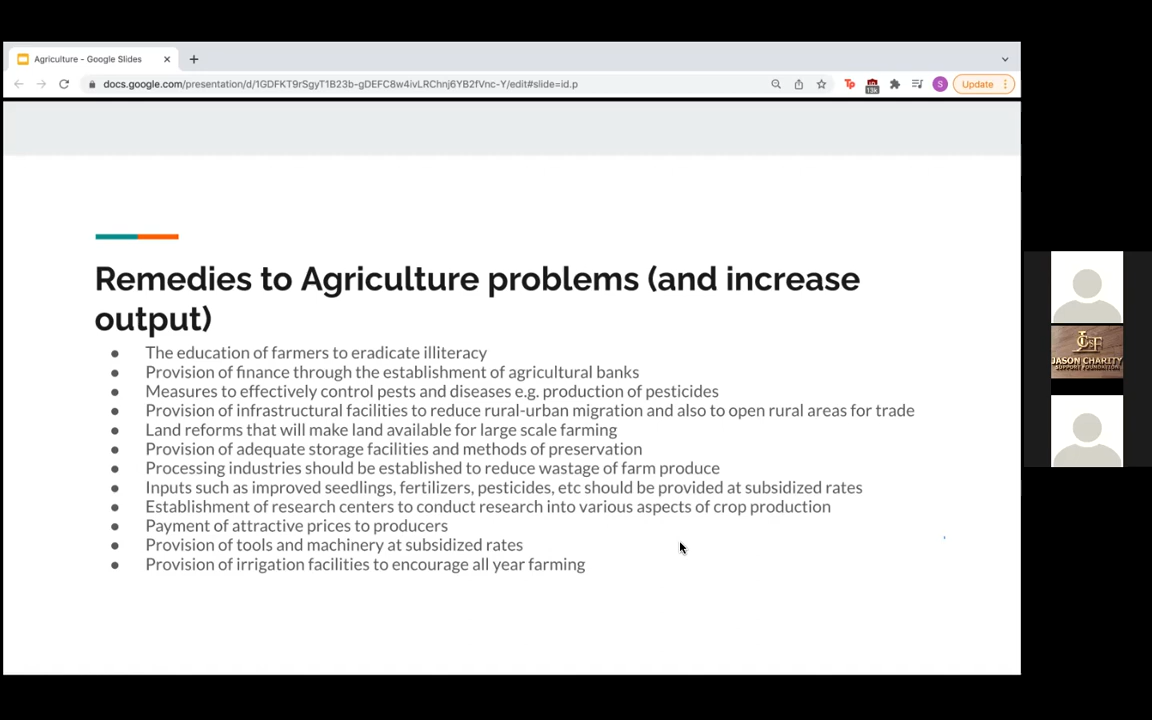 Agriculture - Google Slides
docs.google.com/presentation/d/1GDFKT9rSgyT1B23b-gDEFC8w4ivLRChnj6YB2fVnc-Y/edit#slide=id.p
Tp
13k
S
Update
Remedies to Agriculture problems (and increase
output)
● The education of farmers to eradicate illiteracy
● Provision of finance through the establishment of agricultural banks
● Measures to effectively control pests and diseases e.g. production of pesticides
● Provision of infrastructural facilities to reduce rural-urban migration and also to open rural areas for trade
● Land reforms that will make land available for large scale farming
● Provision of adequate storage facilities and methods of preservation
● Processing industries should be established to reduce wastage of farm produce
● Inputs such as improved seedlings, fertilizers, pesticides, etc should be provided at subsidized rates
● Establishment of research centers to conduct research into various aspects of crop production
● Payment of attractive prices to producers
● Provision of tools and machinery at subsidized rates
● Provision of irrigation facilities to encourage all year farming
JASON CHARITY
SUPPORT FOUNDATION